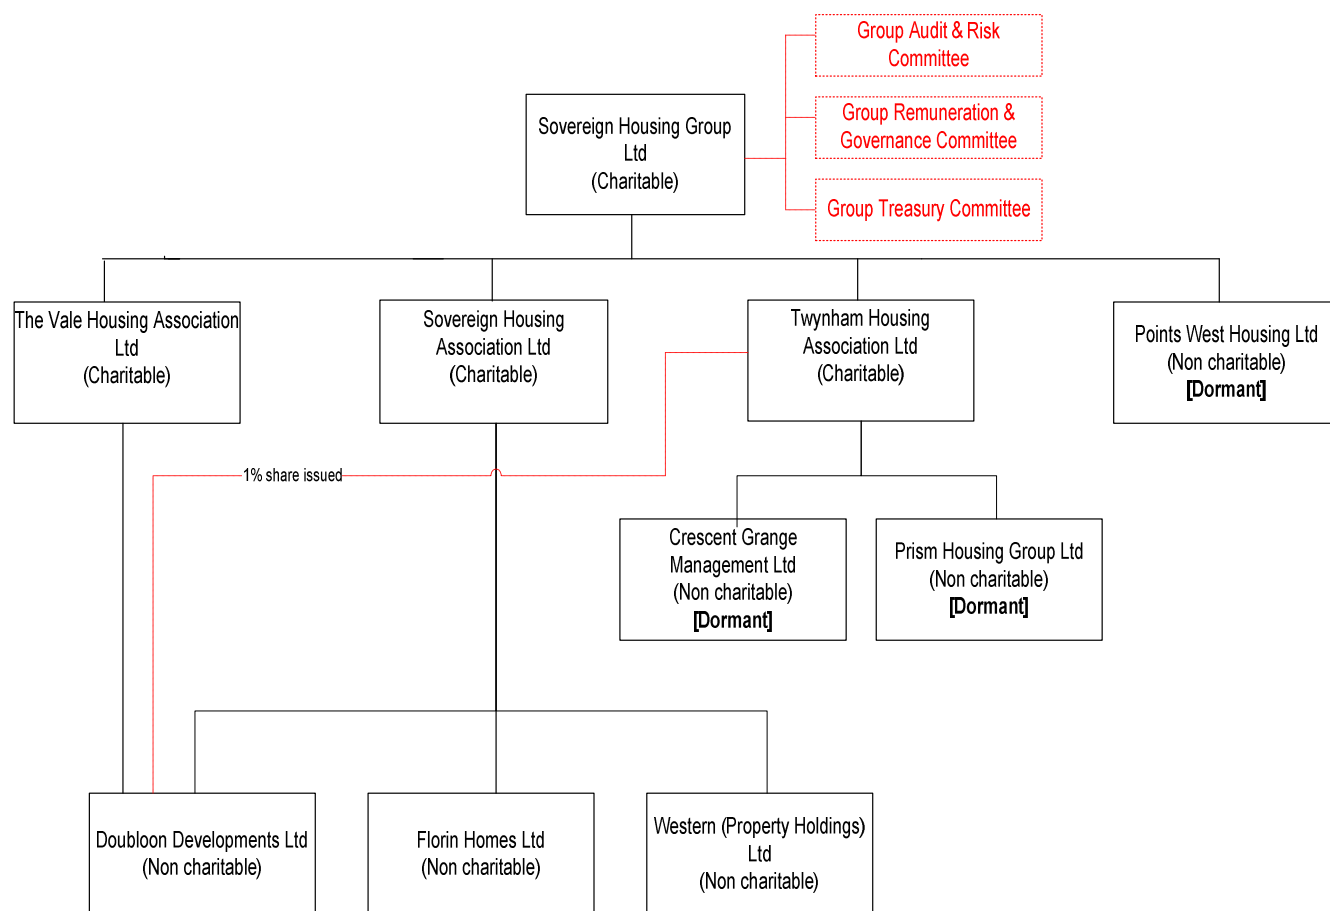 Group Audit & Risk
Committee
Group Remuneration &
Governance Committee
Group Treasury Committee
Sovereign Housing Group
Ltd
(Charitable)
The Vale Housing Association
Ltd
(Charitable)
Sovereign Housing
Association Ltd
(Charitable)
Twynham Housing
Association Ltd
(Charitable)
Points West Housing Ltd
(Non charitable)
[Dormant]
1% share issued
Crescent Grange
Management Ltd
(Non charitable)
[Dormant]
Prism Housing Group Ltd
(Non charitable)
[Dormant]
Doubloon Developments Ltd
(Non charitable)
Florin Homes Ltd
(Non charitable)
Western (Property Holdings)
Ltd
(Non charitable)